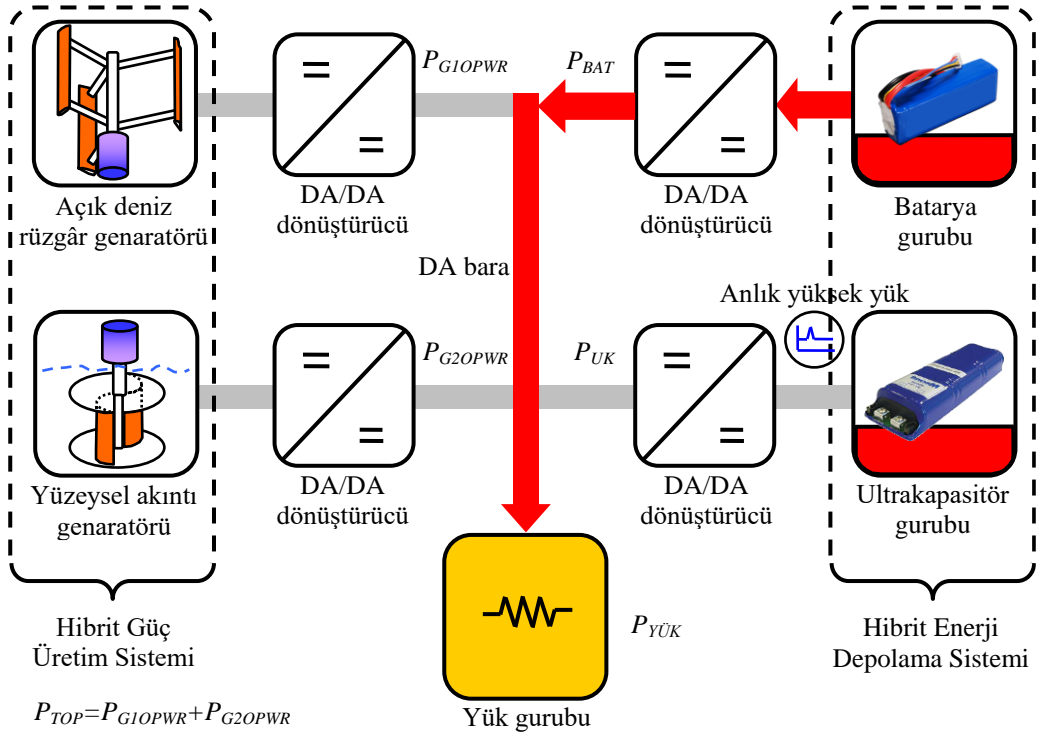 P_G1OPWR
P_BAT
DA/DA
dönüştürücü
DA/DA
dönüştürücü
Açık deniz
rüzgâr genaratörü
Batarya
gurubu
DA bara
Anlık yüksek yük
P_G2OPWR
P_UK
DA/DA
dönüştürücü
DA/DA
dönüştürücü
Yüzeysel akıntı
genaratörü
Ultrakapasitör
gurubu
P_YÜK
Hibrit Güç
Üretim Sistemi
Hibrit Enerji
Depolama Sistemi
P_TOP=P_G1OPWR+P_G2OPWR
Yük gurubu